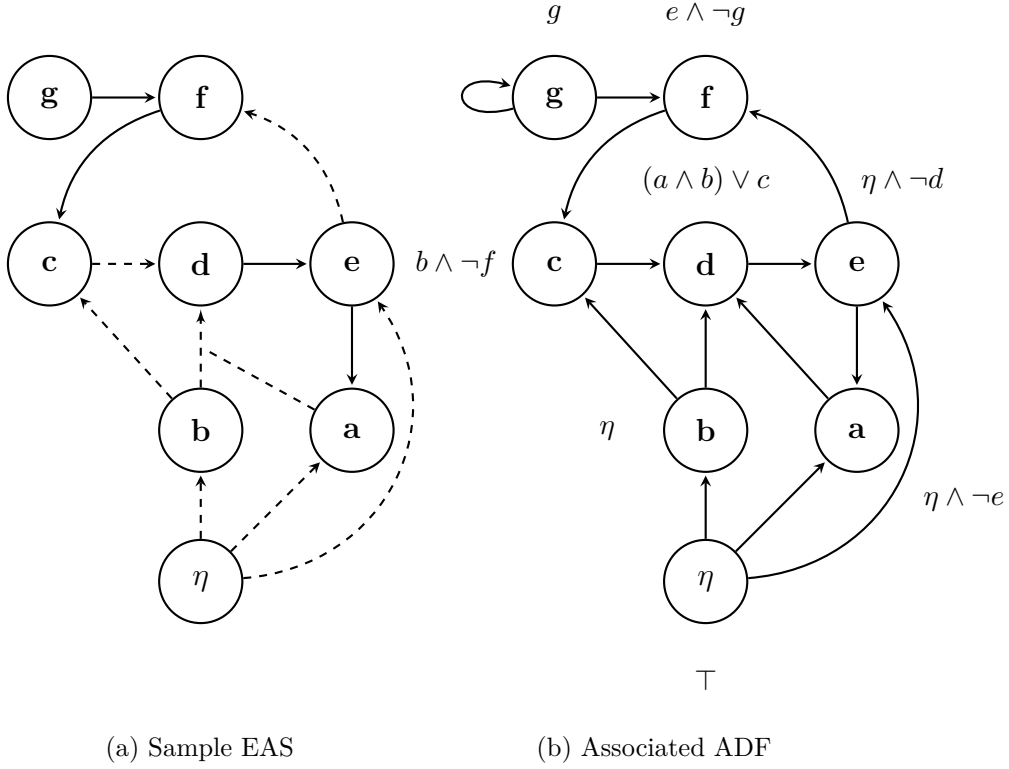 g
e ∧ ¬g
g
f
g
f
(a ∧ b) ∨ c
η ∧ ¬d
c
d
e
b ∧ ¬f
c
d
e
b
a
η
b
a
η ∧ ¬e
η
η
⊤
(a) Sample EAS
(b) Associated ADF